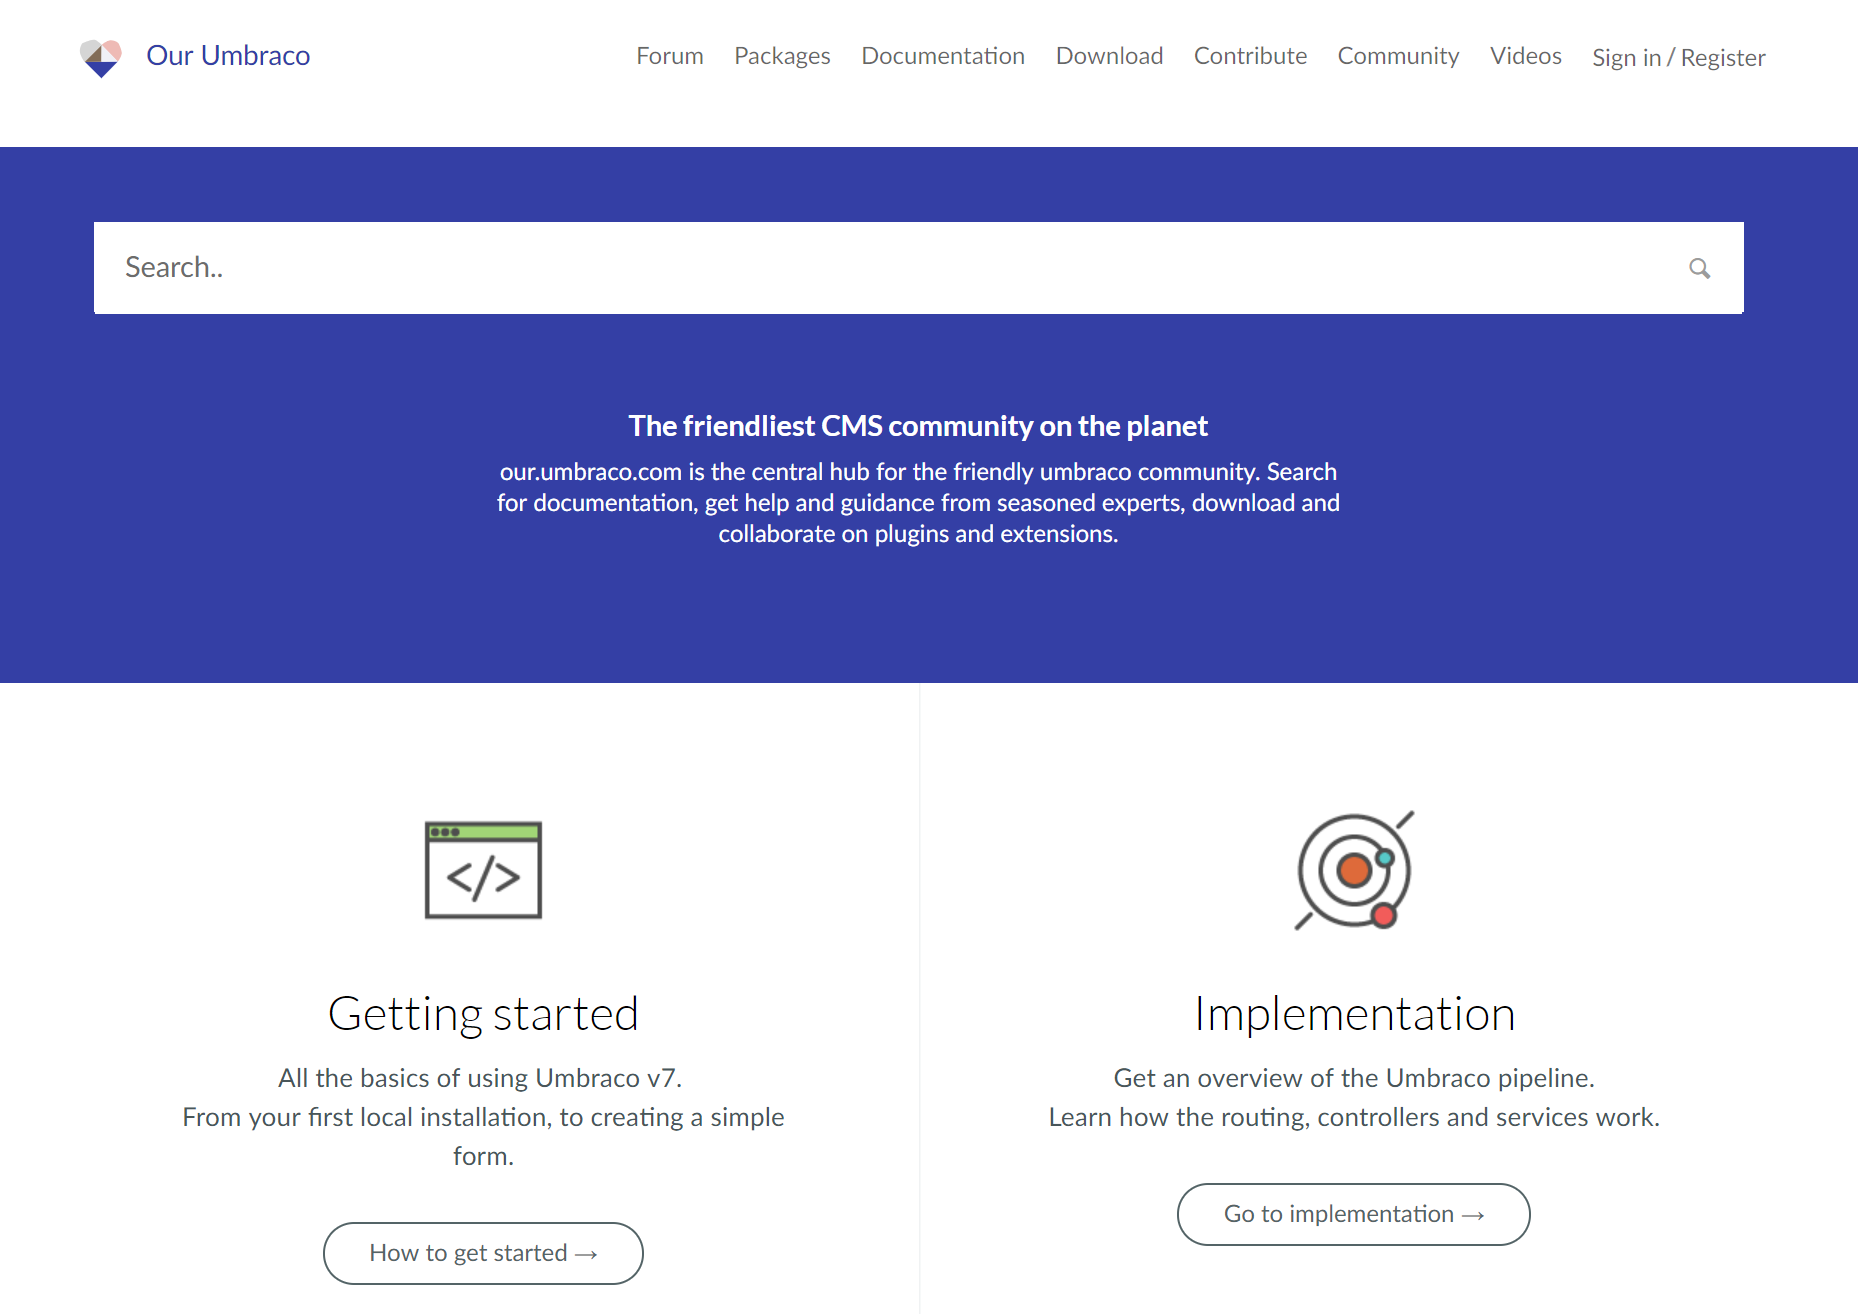 Our Umbraco
Forum Packages Documentation Download Contribute Community Videos Sign in / Register
Search..
The friendliest CMS community on the planet
our.umbraco.com is the central hub for the friendly umbraco community. Search
for documentation, get help and guidance from seasoned experts, download and
collaborate on plugins and extensions.
</>
Getting started
All the basics of using Umbraco v7.
From your first local installation, to creating a simple
form.
How to get started →
Implementation
Get an overview of the Umbraco pipeline.
Learn how the routing, controllers and services work.
Go to implementation →